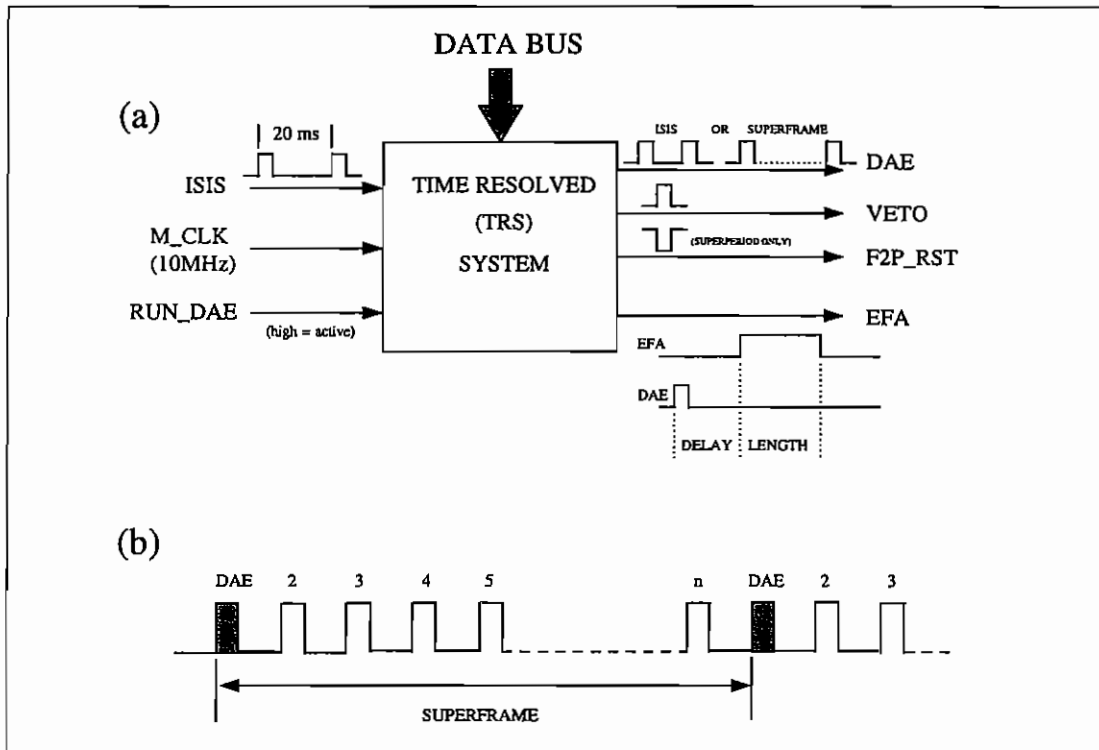 DATA BUS
(a)
20 ms
ISIS OR SUPERFRAME
ISIS
TIME RESOLVED
(TRS)
SYSTEM
DAE
VETO
M_CLK
(10MHz)
(SUPERPERIOD ONLY)
F2P_RST
RUN_DAE
(high = active)
EFA
EFA
DAE
DELAY LENGTH
(b)
DAE 2 3 4 5 n DAE 2 3
SUPERFRAME